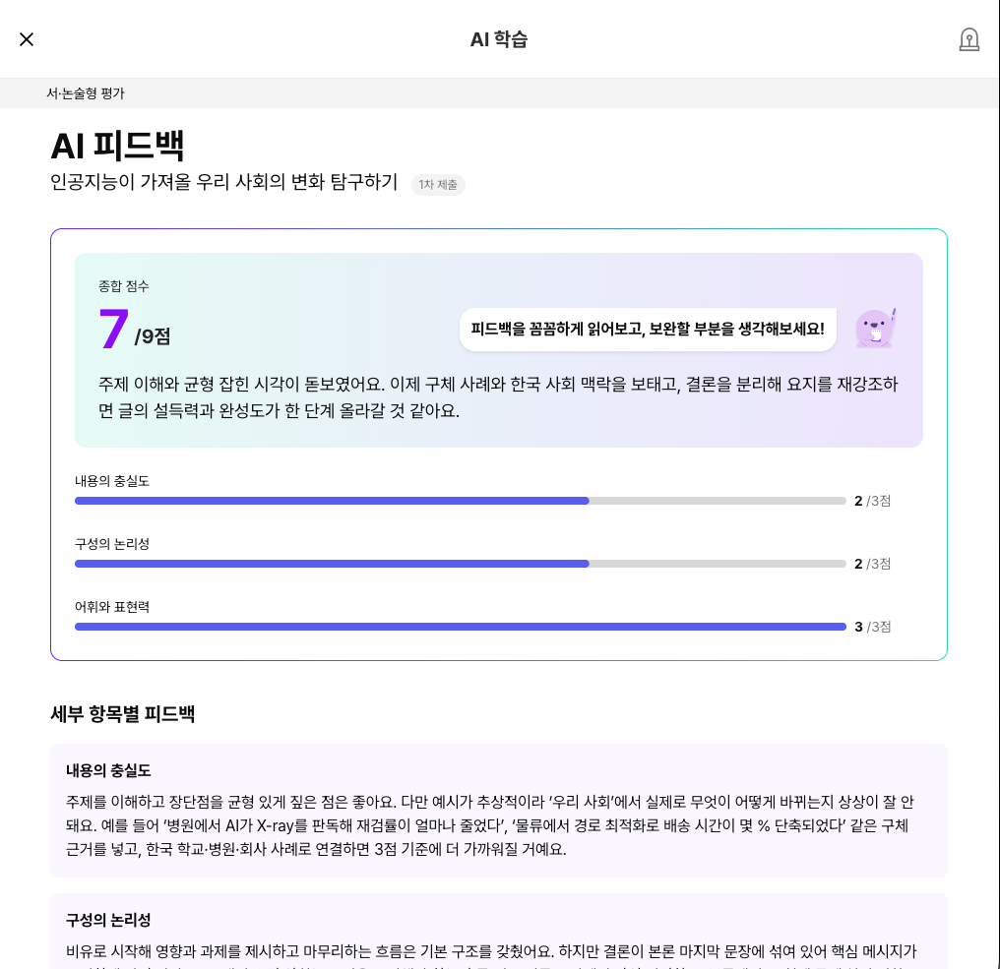 AI 학습
서·논술형 평가
AI 피드백
인공지능이 가져올 우리 사회의 변화 탐구하기 1차 제출
종합 점수
7 /9점
피드백을 꼼꼼하게 읽어보고, 보완할 부분을 생각해보세요!
주제 이해와 균형 잡힌 시각이 돋보였어요. 이제 구체 사례와 한국 사회 맥락을 보태고, 결론을 분리해 요지를 재강조하
면 글의 설득력과 완성도가 한 단계 올라갈 것 같아요.
내용의 충실도
2 /3점
구성의 논리성
2 /3점
어휘와 표현력
3 /3점
세부 항목별 피드백
내용의 충실도
주제를 이해하고 장단점을 균형 있게 짚은 점은 좋아요. 다만 예시가 추상적이라 ‘우리 사회’에서 실제로 무엇이 어떻게 바뀌는지 상상이 잘 안
돼요. 예를 들어 ‘병원에서 AI가 X-ray를 판독해 재검률이 얼마나 줄었다’, ‘물류에서 경로 최적화로 배송 시간이 몇 % 단축되었다’ 같은 구체
근거를 넣고, 한국 학교·병원·회사 사례로 연결하면 3점 기준에 더 가까워질 거예요.
구성의 논리성
비유로 시작해 영향과 과제를 제시하고 마무리하는 흐름은 기본 구조를 갖췄어요. 하지만 결론이 본론 마지막 문장에 섞여 있어 핵심 메시지가